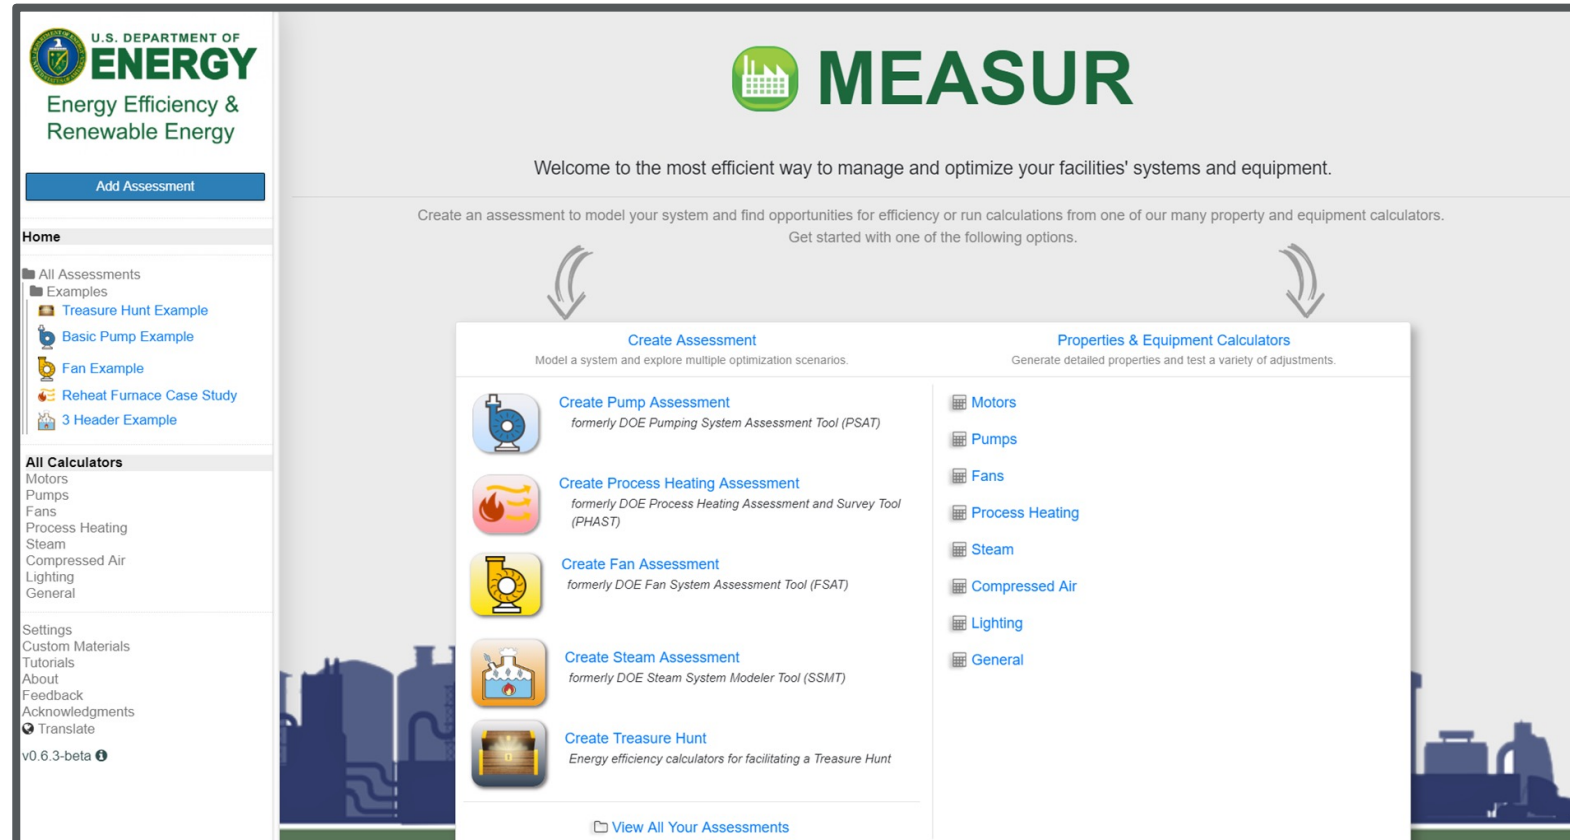 U.S. DEPARTMENT OF
ENERGY
Energy Efficiency &
Renewable Energy
Add Assessment
Home
All Assessments
Examples
Treasure Hunt Example
Basic Pump Example
Fan Example
Reheat Furnace Case Study
3 Header Example
All Calculators
Motors
Pumps
Fans
Process Heating
Steam
Compressed Air
Lighting
General
Settings
Custom Materials
Tutorials
About
Feedback
Acknowledgments
Translate
v0.6.3-beta
MEASUR
Welcome to the most efficient way to manage and optimize your facilities' systems and equipment.
Create an assessment to model your system and find opportunities for efficiency or run calculations from one of our many property and equipment calculators.
Get started with one of the following options.
Create Assessment
Model a system and explore multiple optimization scenarios.
Create Pump Assessment
formerly DOE Pumping System Assessment Tool (PSAT)
Create Process Heating Assessment
formerly DOE Process Heating Assessment and Survey Tool
(PHAST)
Create Fan Assessment
formerly DOE Fan System Assessment Tool (FSAT)
Create Steam Assessment
formerly DOE Steam System Modeler Tool (SSMT)
Create Treasure Hunt
Energy efficiency calculators for facilitating a Treasure Hunt
View All Your Assessments
Properties & Equipment Calculators
Generate detailed properties and test a variety of adjustments.
Motors
Pumps
Fans
Process Heating
Steam
Compressed Air
Lighting
General